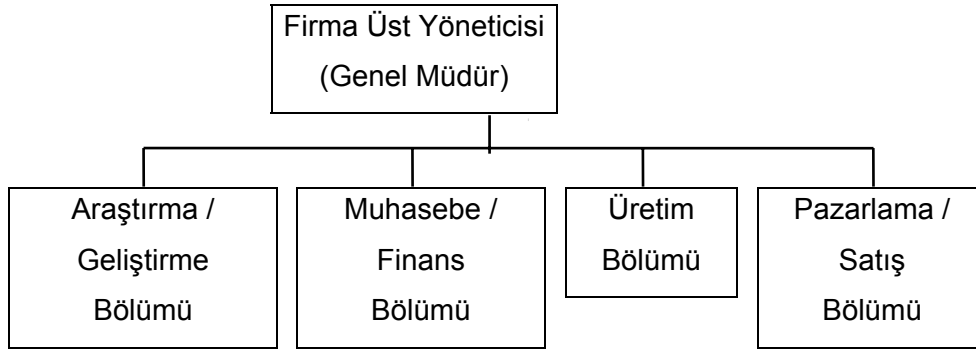 Firma Üst Yöneticisi
(Genel Müdür)
Araştırma /
Geliştirme
Bölümü
Muhasebe /
Finans
Bölümü
Üretim
Bölümü
Pazarlama /
Satış
Bölümü